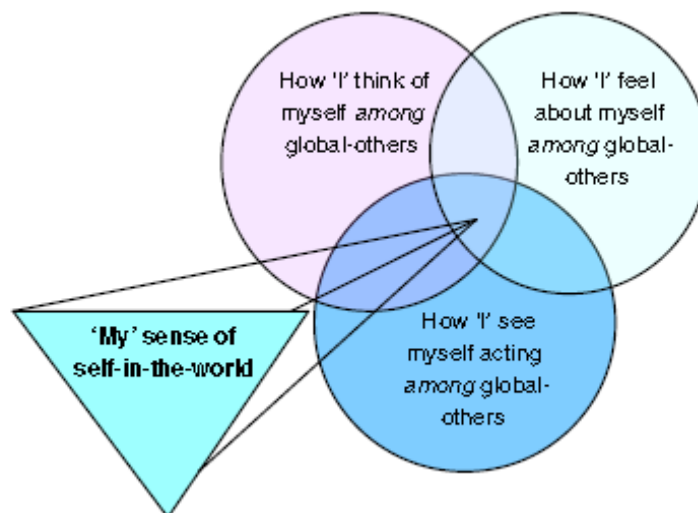 How 'I' think of
myself among
global-others
How 'I' feel
about myself
among global-
others
'My' sense of
self-in-the-world
How 'I' see
myself acting
among global-
others